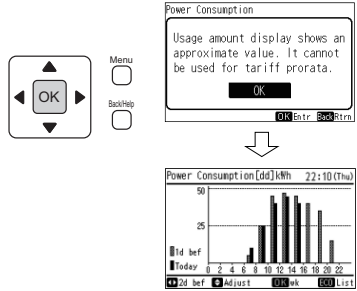 Menu
OK
Back/Help
Power Consumption
Usage amount display shows an
approximate value. It cannot
be used for tariff prorata.
OK
OK Entr Back Rtrn
Power Consumption[dd]kWh 22:10(Thu)
50
25
1d bef
Today
0 2 4 6 8 10 12 14 16 18 20 22
2d bef Adjust OK wk ECO List